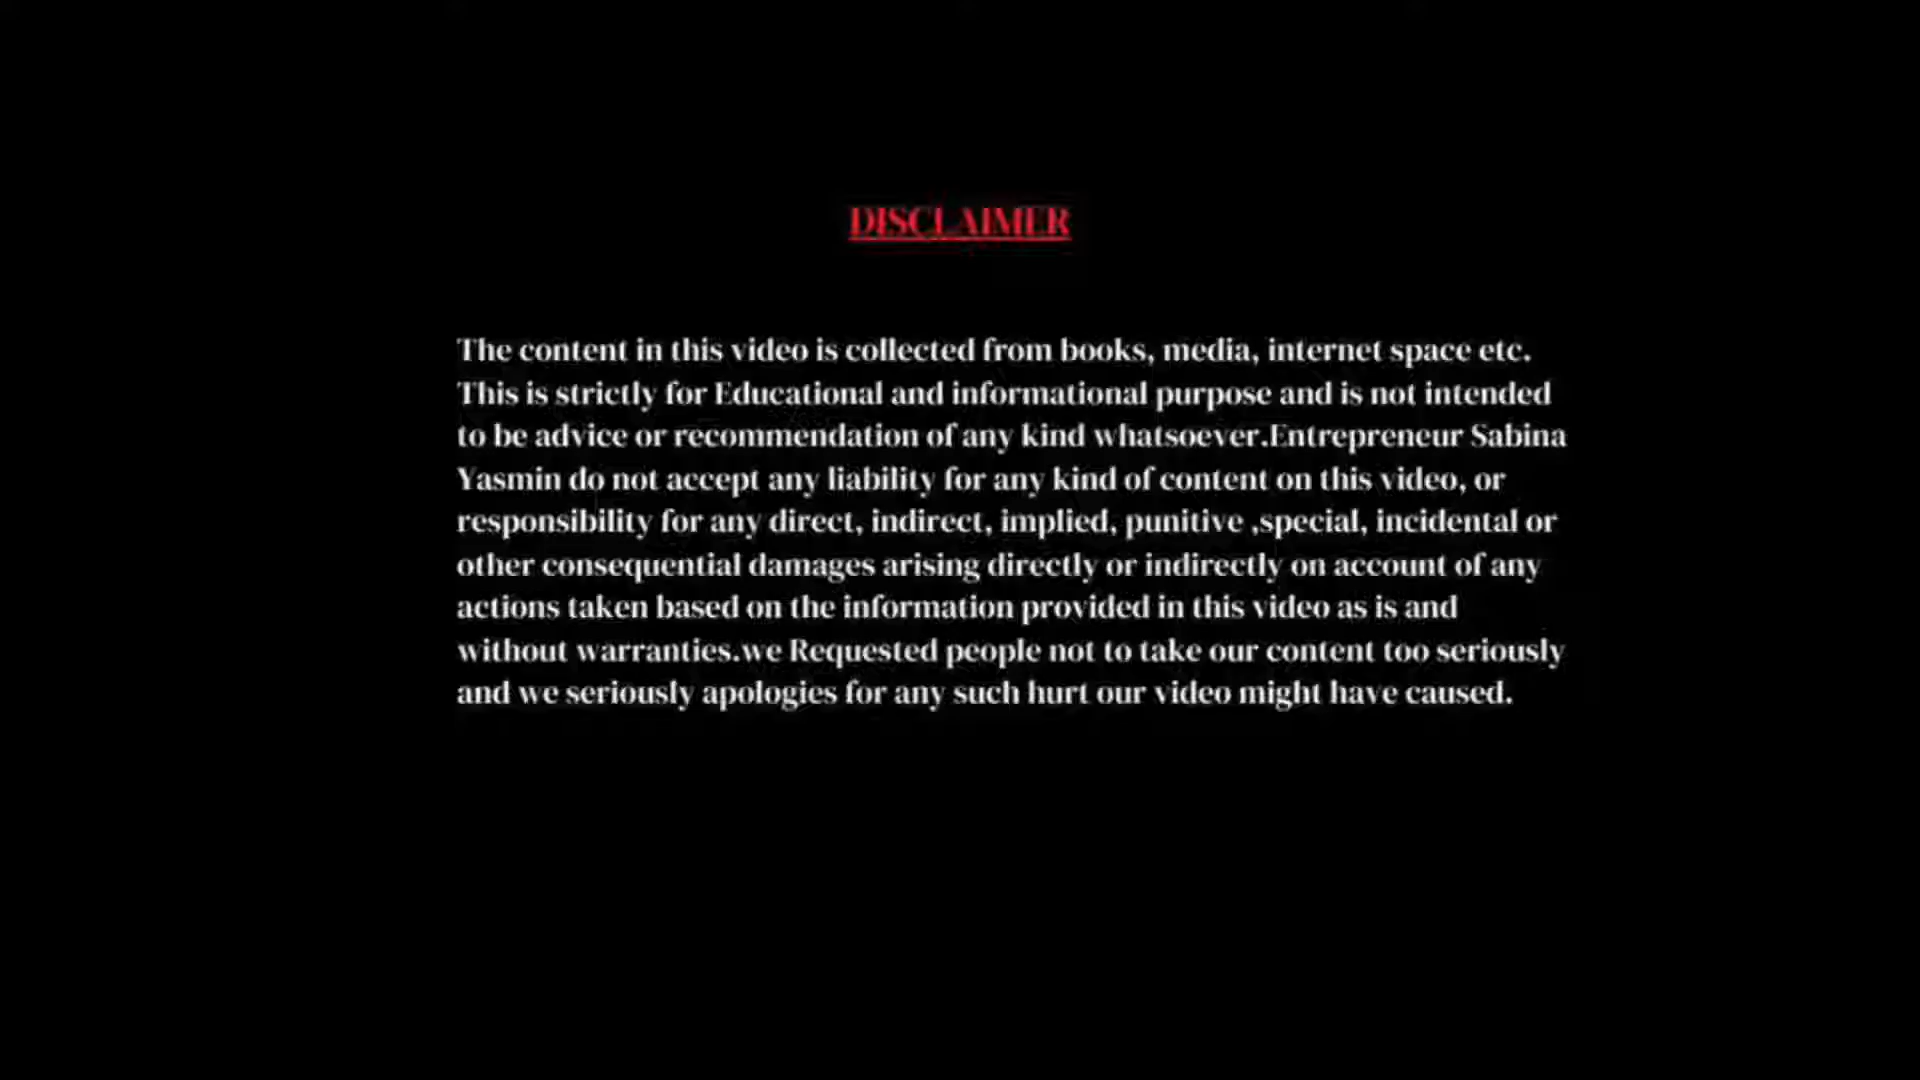 DISCLAIMER
The content in this video is collected from books, media, internet space etc.
This is strictly for Educational and informational purpose and is not intended
to be advice or recommendation of any kind whatsoever.Entrepreneur Sabina
Yasmin do not accept any liability for any kind of content on this video, or
responsibility for any direct, indirect, implied, punitive ,special, incidental or
other consequential damages arising directly or indirectly on account of any
actions taken based on the information provided in this video as is and
without warranties.we Requested people not to take our content too seriously
and we seriously apologies for any such hurt our video might have caused.